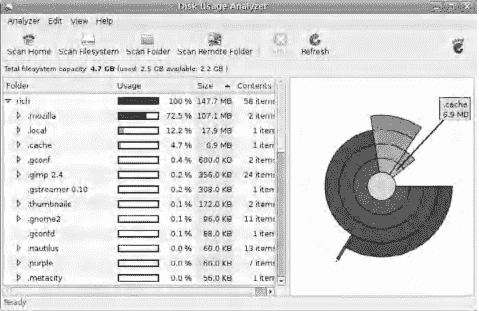 Disk Usage Analyzer
Analyzer Edit View Help
Scan Home Scan Filesystem Scan Folder Scan Remote Folder Refresh
Total filesystem capacity: 4.7 GB (used: 2.5 GB available: 2.2 GB )
Folder Usage Size Contents
rich 100 % 147.7 MB 58 items
.mozilla 72.5 % 107.1 MB 2 items
.local 12.2 % 17.9 MB 1 item
.cache 4.7 % 6.9 MB 1 item
.gconf 0.4 % 600.0 KB 2 items
.gimp 2.4 0.2 % 356.0 KB 24 items
.gstreamer 0.10 0.2 % 308.0 KB 1 item
.thumbnails 0.1 % 172.0 KB 2 items
.gnome2 0.1 % 96.0 KB 11 items
.gconfd 0.1 % 88.0 KB 1 item
.nautilus 0.0 % 60.0 KB 13 items
.purple 0.0 % 60.0 KB 7 items
.metacity 0.0 % 56.0 KB 1 item
.cache
6.9 MB
Ready